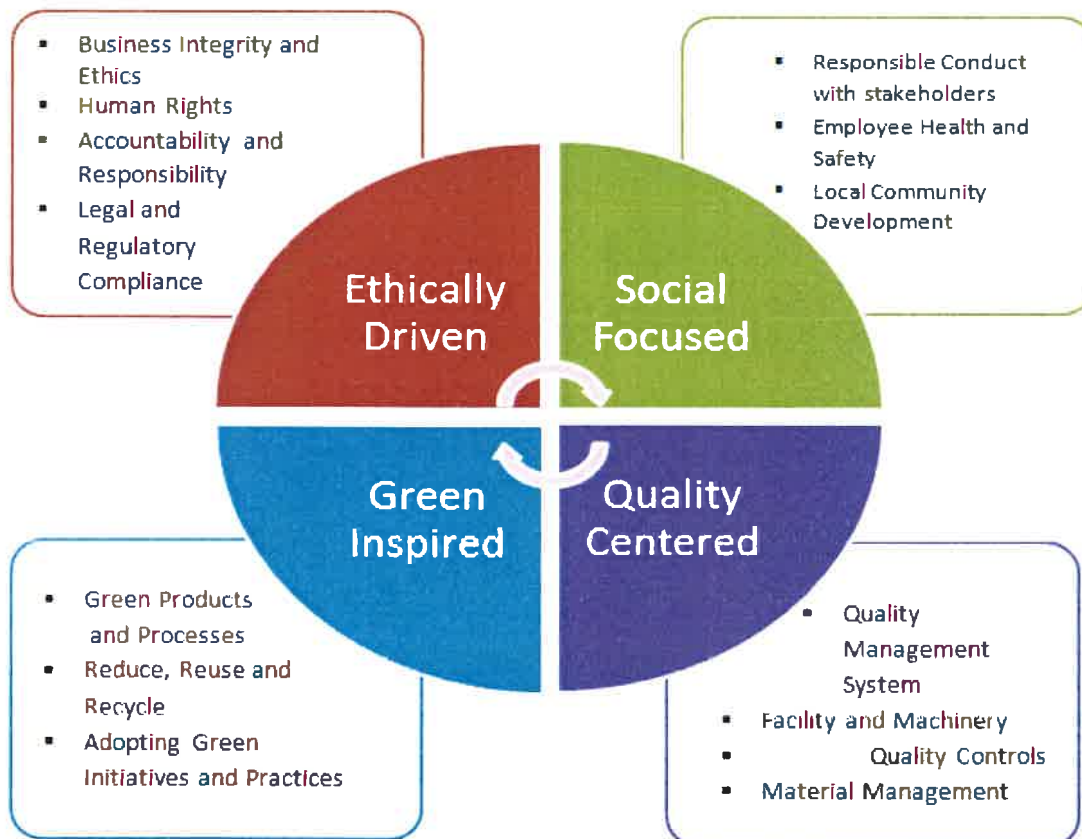 ▪ Business Integrity and
Ethics
▪ Human Rights
▪ Accountability and
Responsibility
▪ Legal and
Regulatory
Compliance
▪ Responsible Conduct
with stakeholders
▪ Employee Health and
Safety
▪ Local Community
Development
Ethically
Driven
Social
Focused
Green
Inspired
Quality
Centered
▪ Green Products
and Processes
▪ Reduce, Reuse and
Recycle
▪ Adopting Green
Initiatives and Practices
▪ Quality
Management
System
▪ Facility and Machinery
▪ Quality Controls
▪ Material Management